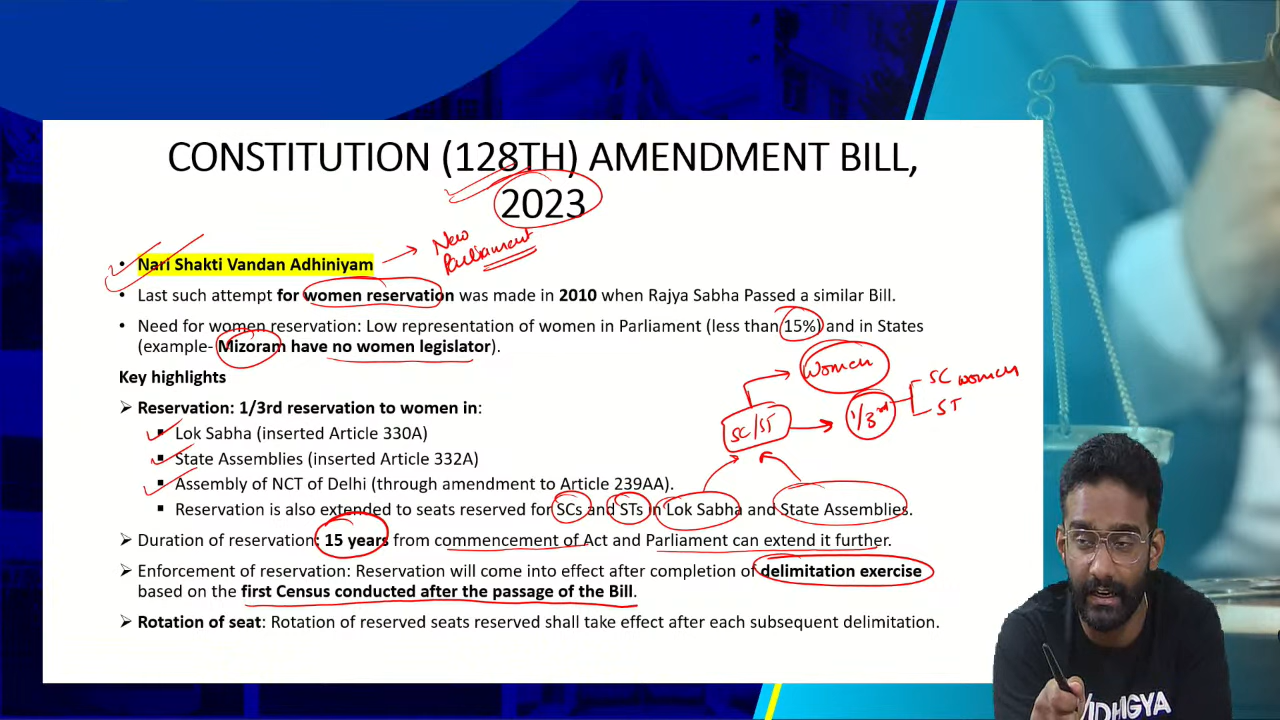 CONSTITUTION (128TH) AMENDMENT BILL,
2023
New
Parliament
• Nari Shakti Vandan Adhiniyam
• Last such attempt for women reservation was made in 2010 when Rajya Sabha Passed a similar Bill.
• Need for women reservation: Low representation of women in Parliament (less than 15%) and in States
(example- Mizoram have no women legislator).
Women
Key highlights
SC women
ST
➢ Reservation: 1/3rd reservation to women in:
SC/ST
1/3rd
▪ Lok Sabha (inserted Article 330A)
▪ State Assemblies (inserted Article 332A)
▪ Assembly of NCT of Delhi (through amendment to Article 239AA).
▪ Reservation is also extended to seats reserved for SCs and STs in Lok Sabha and State Assemblies.
➢ Duration of reservation: 15 years from commencement of Act and Parliament can extend it further.
➢ Enforcement of reservation: Reservation will come into effect after completion of delimitation exercise
based on the first Census conducted after the passage of the Bill.
➢ Rotation of seat: Rotation of reserved seats reserved shall take effect after each subsequent delimitation.
VIDHIGYA